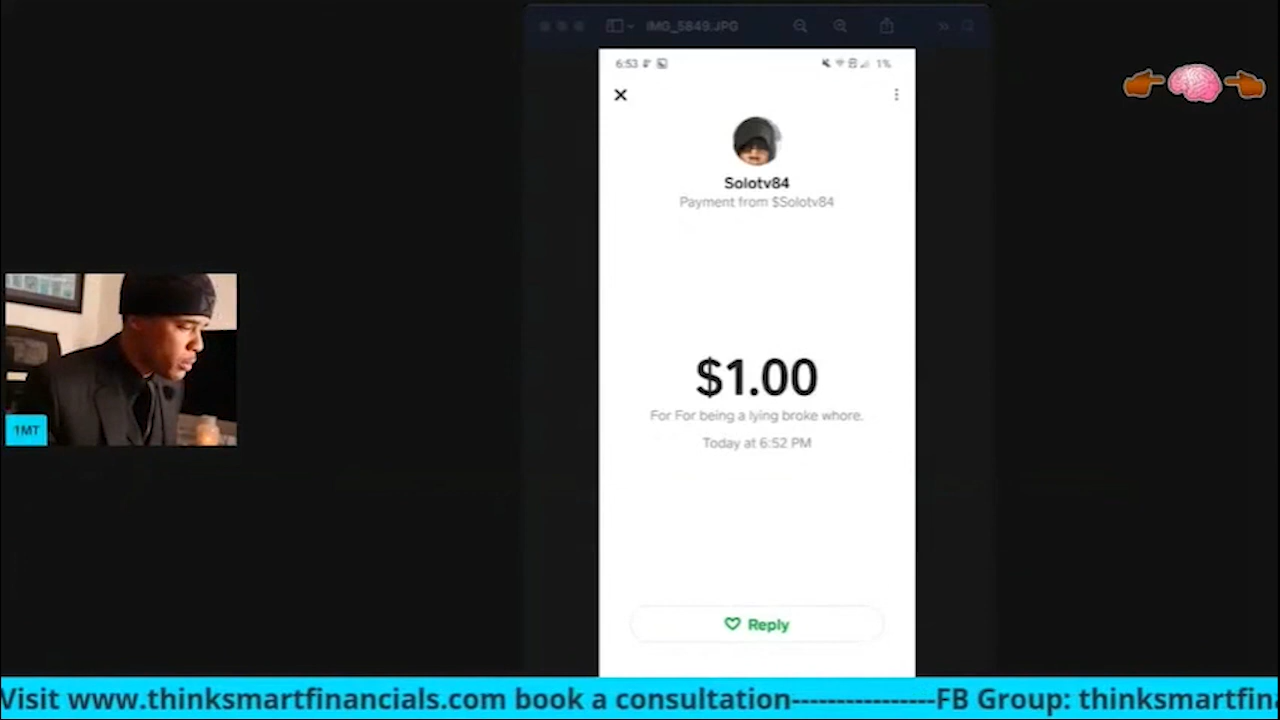 IMG_5849.JPG
6:53
1%
Solotv84
Payment from $Solotv84
$1.00
For For being a lying broke whore.
Today at 6:52 PM
Reply
1MT
Visit www.thinksmartfinancials.com book a consultation----------------FB Group: thinksmartfin